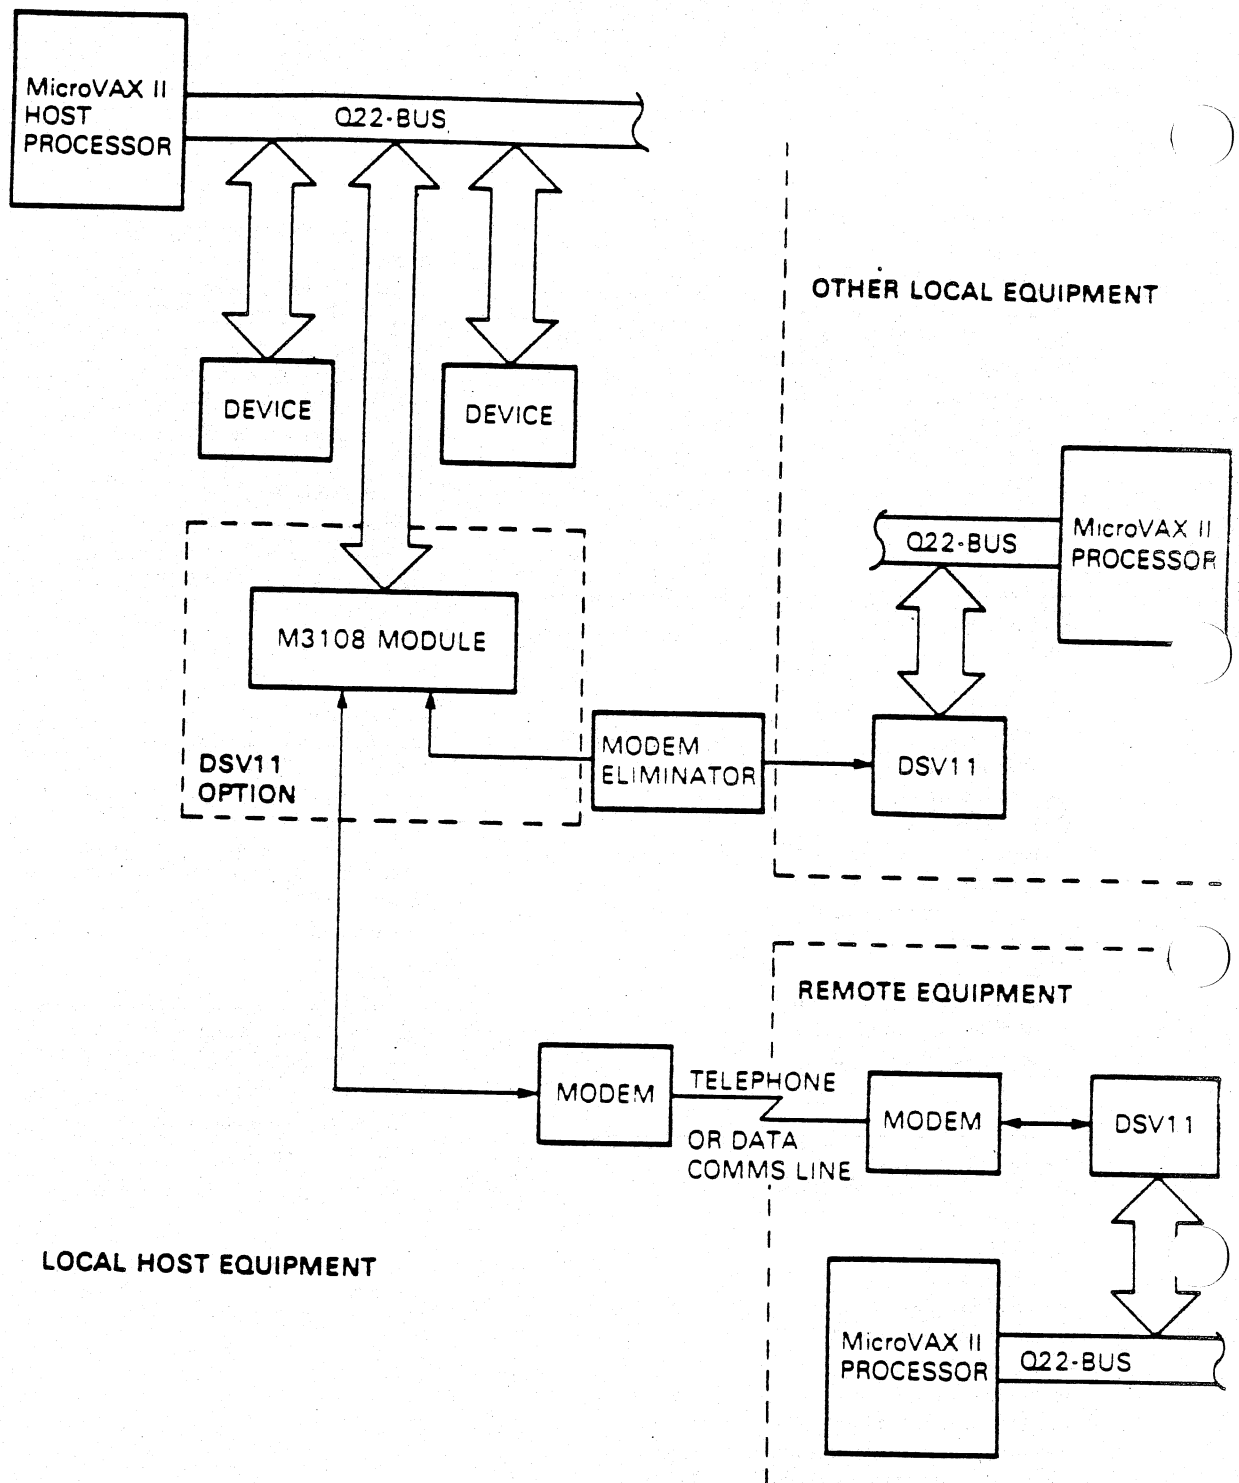 MicroVAX II
HOST
PROCESSOR
Q22-BUS
OTHER LOCAL EQUIPMENT
DEVICE
DEVICE
Q22-BUS
MicroVAX II
PROCESSOR
M3108 MODULE
DSV11
OPTION
MODEM
ELIMINATOR
DSV11
REMOTE EQUIPMENT
MODEM
TELEPHONE
OR DATA
COMMS LINE
MODEM
DSV11
LOCAL HOST EQUIPMENT
MicroVAX II
PROCESSOR
Q22-BUS